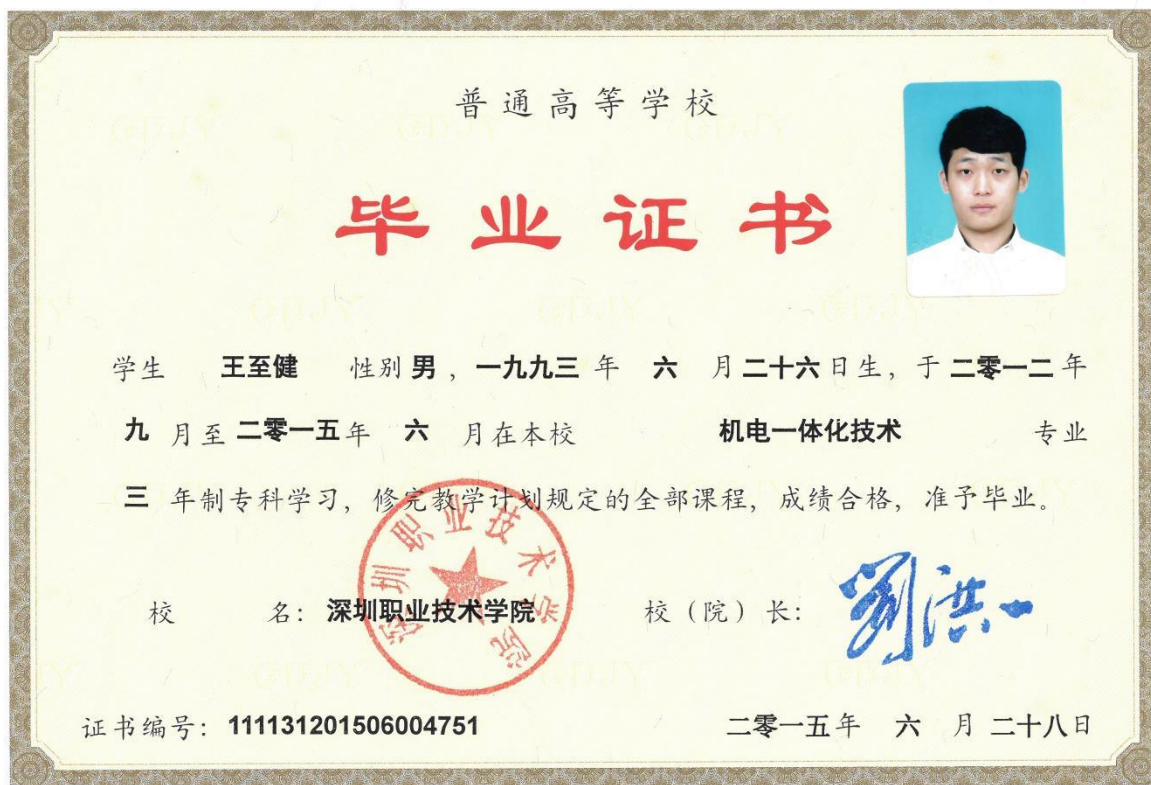 普通高等学校
毕业证书
学生 王至健 性别 男，一九九三 年 六 月 二十六 日生，于 二零一二 年
九 月至 二零一五 年 六 月在本校 机电一体化技术 专业
三 年制专科学习，修完教学计划规定的全部课程，成绩合格，准予毕业。
校 名：深圳职业技术学院 校（院）长：劉洪一
深圳职业技术学院
证书编号：111131201506004751 二零一五 年 六 月 二十八 日